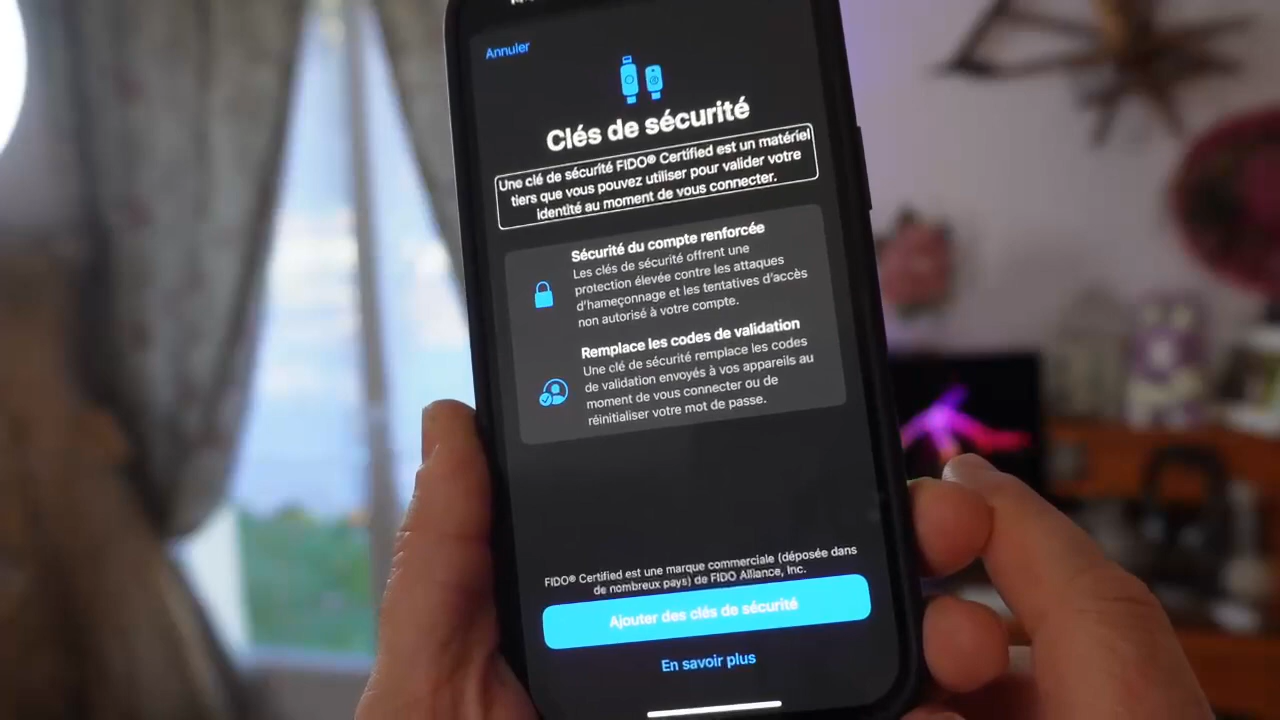 Annuler
Clés de sécurité
Une clé de sécurité FIDO® Certified est un matériel
tiers que vous pouvez utiliser pour valider votre
identité au moment de vous connecter.
Sécurité du compte renforcée
Les clés de sécurité offrent une
protection élevée contre les attaques
d'hameçonnage et les tentatives d'accès
non autorisé à votre compte.
Remplace les codes de validation
Une clé de sécurité remplace les codes
de validation envoyés à vos appareils au
moment de vous connecter ou de
réinitialiser votre mot de passe.
FIDO® Certified est une marque commerciale (déposée dans
de nombreux pays) de FIDO Alliance, Inc.
Ajouter des clés de sécurité
En savoir plus